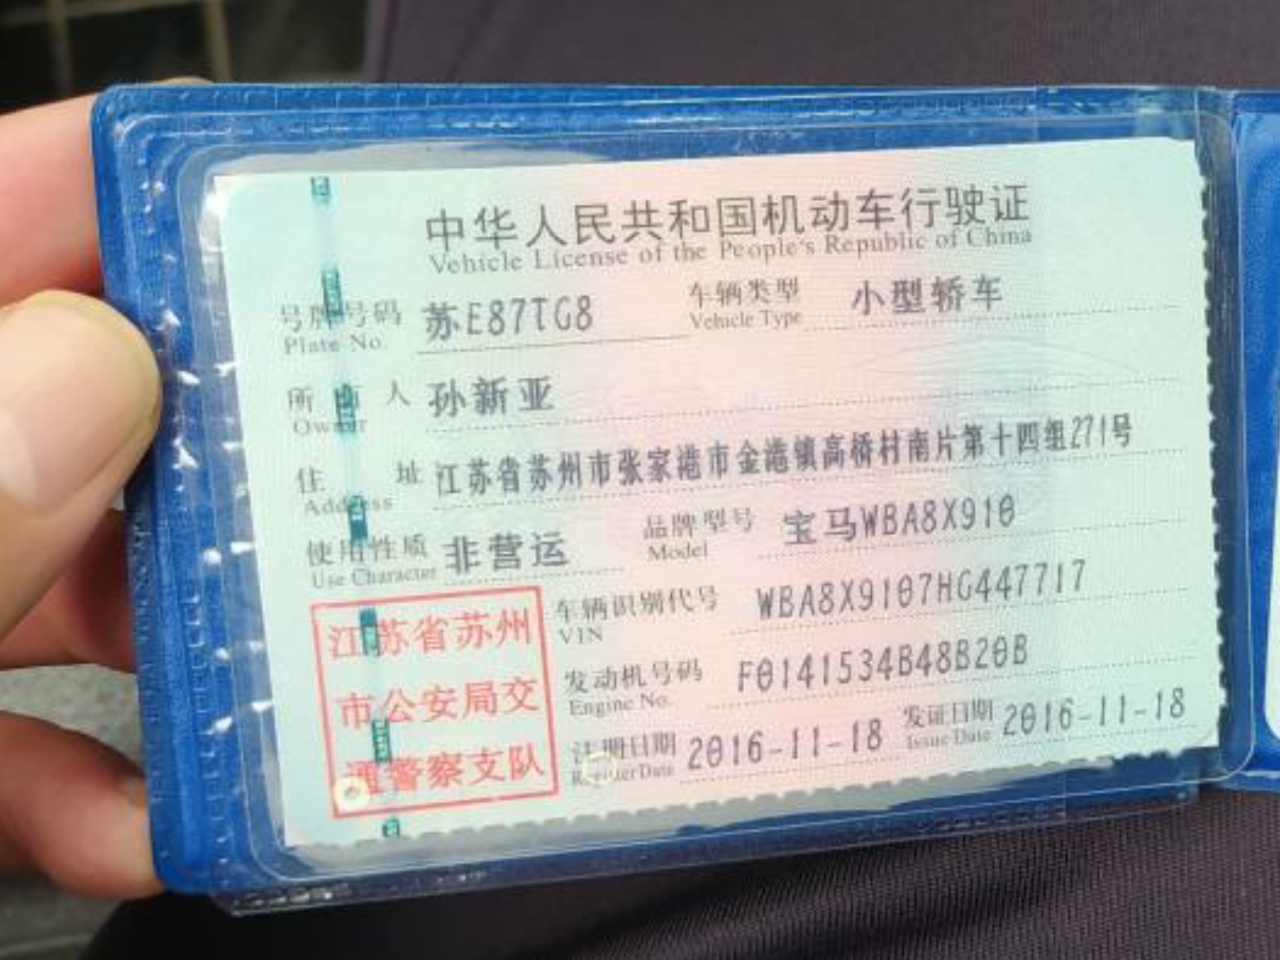 中华人民共和国机动车行驶证
Vehicle License of the People's Republic of China
号牌号码 苏E87TG8 车辆类型 小型轿车
Plate No. Vehicle Type
所有人 孙新亚
Owner
住址 江苏省苏州市张家港市金港镇高桥村南片第十四组271号
Address
使用性质 非营运 品牌型号 宝马WBA8X910
Use Character Model
车辆识别代号 WBA8X9107HG447717
VIN
发动机号码 F0141534B48B20B
Engine No.
注册日期 2016-11-18 发证日期 2016-11-18
Register Date Issue Date
江苏省苏州
市公安局交
通警察支队